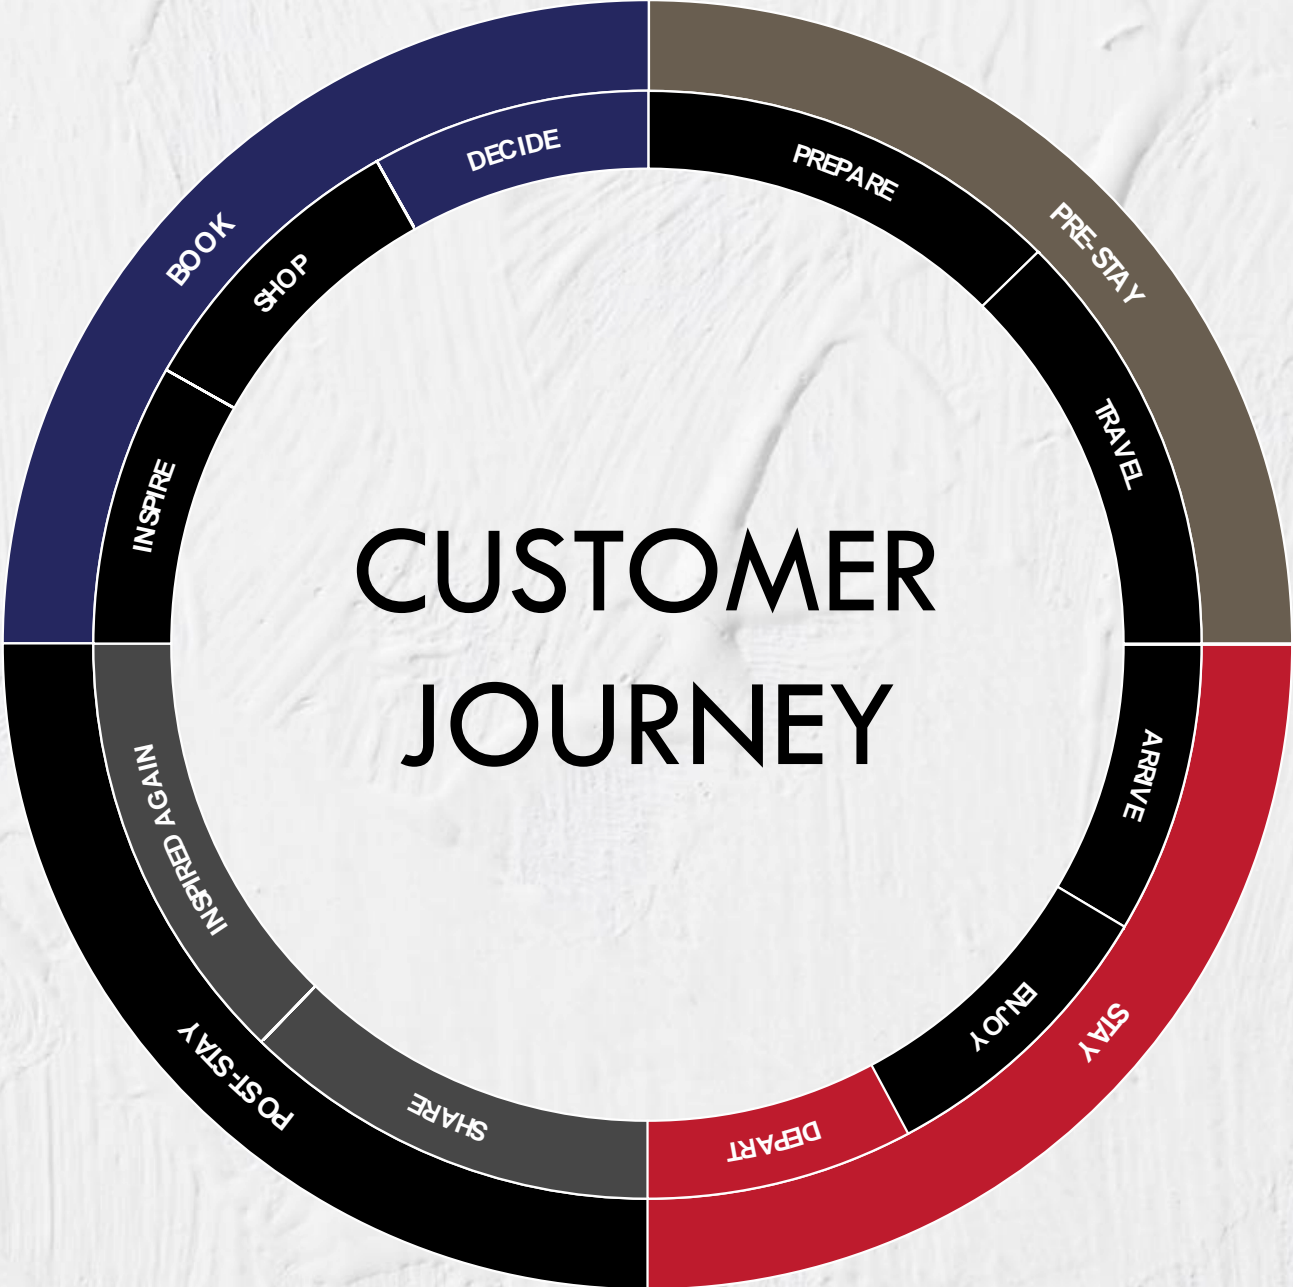 CUSTOMER
JOURNEY
BOOK
INSPIRE
SHOP
DECIDE
PRE-STAY
PREPARE
TRAVEL
STAY
ARRIVE
ENJOY
DEPART
POST-STAY
SHARE
INSPIRED AGAIN